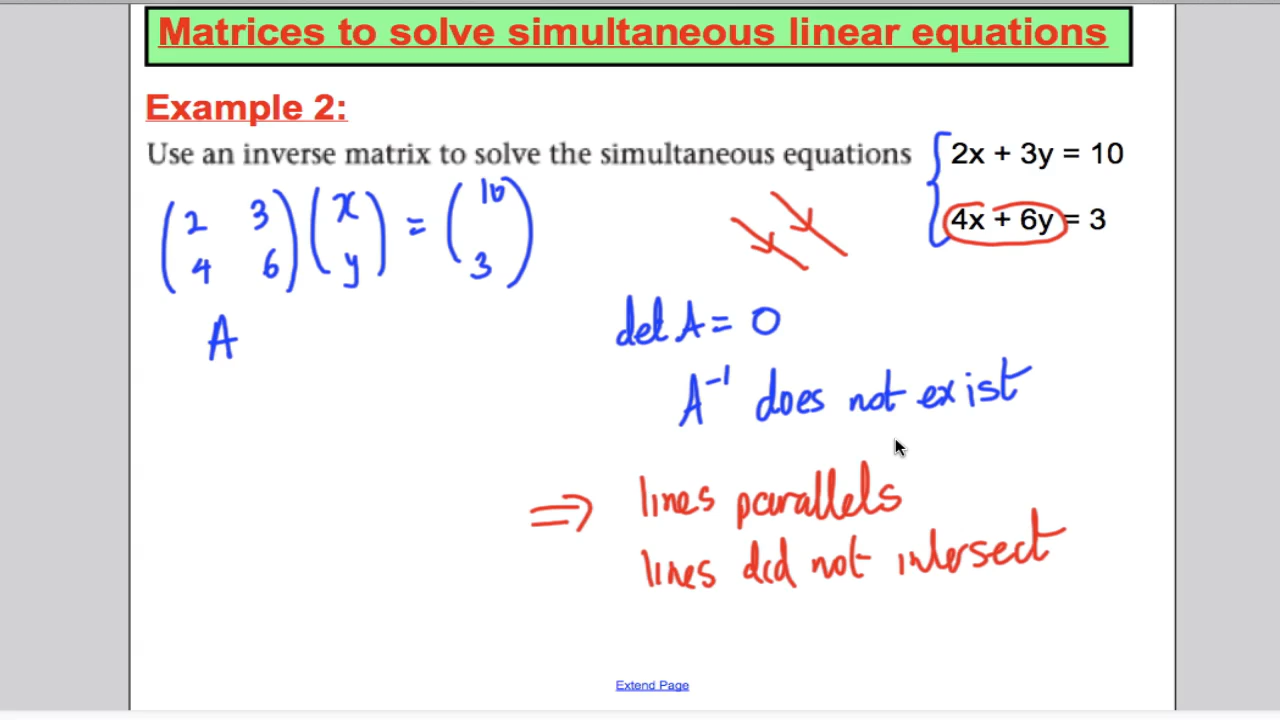 Matrices to solve simultaneous linear equations
Example 2:
Use an inverse matrix to solve the simultaneous equations
2x + 3y = 10
4x + 6y = 3
(2 3) (x) = (10)
(4 6) (y) (3)
A
det A = 0
A⁻¹ does not exist
⇒ lines parallels
lines did not intersect
Extend Page